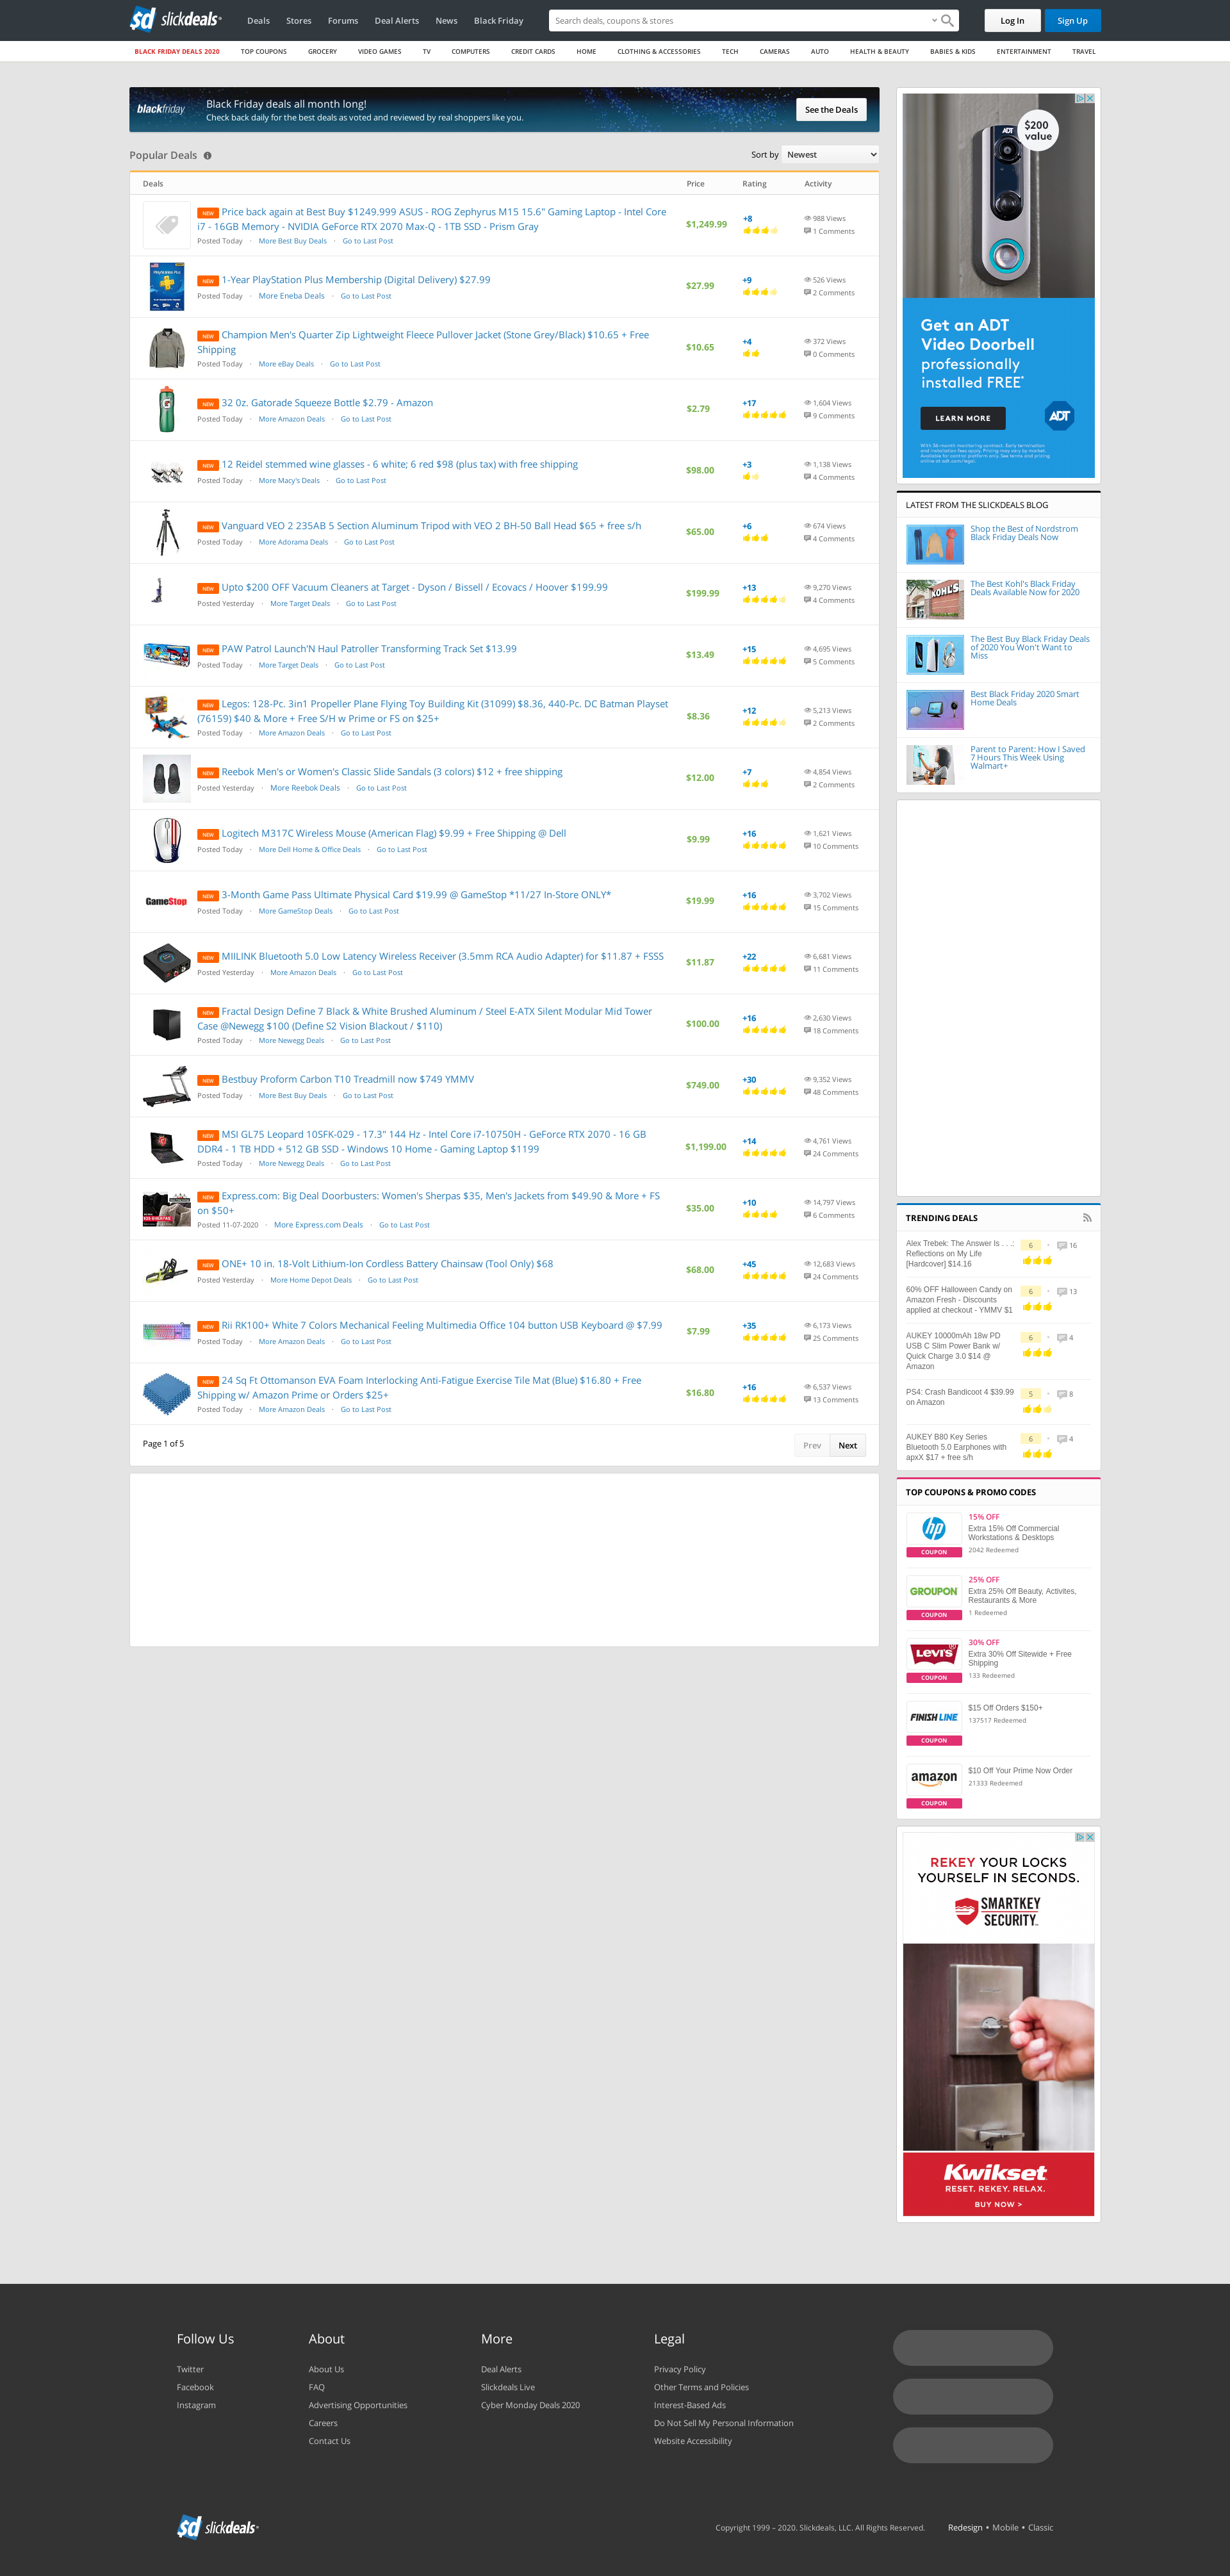 slickdeals
Deals
Stores
Forums
Deal Alerts
News
Black Friday
Search deals, coupons & stores
Log In
Sign Up
BLACK FRIDAY DEALS 2020
TOP COUPONS
GROCERY
VIDEO GAMES
TV
COMPUTERS
CREDIT CARDS
HOME
CLOTHING & ACCESSORIES
TECH
CAMERAS
AUTO
HEALTH & BEAUTY
BABIES & KIDS
ENTERTAINMENT
TRAVEL
blackfriday
Black Friday deals all month long!
Check back daily for the best deals as voted and reviewed by real shoppers like you.
See the Deals
Popular Deals
Sort by Newest
Deals Price Rating Activity
NEW Price back again at Best Buy $1249.999 ASUS - ROG Zephyrus M15 15.6" Gaming Laptop - Intel Core
i7 - 16GB Memory - NVIDIA GeForce RTX 2070 Max-Q - 1TB SSD - Prism Gray
Posted Today · More Best Buy Deals · Go to Last Post
$1,249.99
+8
988 Views
1 Comments
NEW 1-Year PlayStation Plus Membership (Digital Delivery) $27.99
Posted Today · More Eneba Deals · Go to Last Post
$27.99
+9
526 Views
2 Comments
NEW Champion Men's Quarter Zip Lightweight Fleece Pullover Jacket (Stone Grey/Black) $10.65 + Free
Shipping
Posted Today · More eBay Deals · Go to Last Post
$10.65
+4
372 Views
0 Comments
NEW 32 0z. Gatorade Squeeze Bottle $2.79 - Amazon
Posted Today · More Amazon Deals · Go to Last Post
$2.79
+17
1,604 Views
9 Comments
NEW 12 Reidel stemmed wine glasses - 6 white; 6 red $98 (plus tax) with free shipping
Posted Today · More Macy's Deals · Go to Last Post
$98.00
+3
1,138 Views
4 Comments
NEW Vanguard VEO 2 235AB 5 Section Aluminum Tripod with VEO 2 BH-50 Ball Head $65 + free s/h
Posted Today · More Adorama Deals · Go to Last Post
$65.00
+6
674 Views
4 Comments
NEW Upto $200 OFF Vacuum Cleaners at Target - Dyson / Bissell / Ecovacs / Hoover $199.99
Posted Yesterday · More Target Deals · Go to Last Post
$199.99
+13
9,270 Views
4 Comments
NEW PAW Patrol Launch'N Haul Patroller Transforming Track Set $13.99
Posted Today · More Target Deals · Go to Last Post
$13.49
+15
4,695 Views
5 Comments
NEW Legos: 128-Pc. 3in1 Propeller Plane Flying Toy Building Kit (31099) $8.36, 440-Pc. DC Batman Playset
(76159) $40 & More + Free S/H w Prime or FS on $25+
Posted Today · More Amazon Deals · Go to Last Post
$8.36
+12
5,213 Views
2 Comments
NEW Reebok Men's or Women's Classic Slide Sandals (3 colors) $12 + free shipping
Posted Yesterday · More Reebok Deals · Go to Last Post
$12.00
+7
4,854 Views
2 Comments
NEW Logitech M317C Wireless Mouse (American Flag) $9.99 + Free Shipping @ Dell
Posted Today · More Dell Home & Office Deals · Go to Last Post
$9.99
+16
1,621 Views
10 Comments
GameStop
NEW 3-Month Game Pass Ultimate Physical Card $19.99 @ GameStop *11/27 In-Store ONLY*
Posted Today · More GameStop Deals · Go to Last Post
$19.99
+16
3,702 Views
15 Comments
NEW MIILINK Bluetooth 5.0 Low Latency Wireless Receiver (3.5mm RCA Audio Adapter) for $11.87 + FSSS
Posted Yesterday · More Amazon Deals · Go to Last Post
$11.87
+22
6,681 Views
11 Comments
NEW Fractal Design Define 7 Black & White Brushed Aluminum / Steel E-ATX Silent Modular Mid Tower
Case @Newegg $100 (Define S2 Vision Blackout / $110)
Posted Today · More Newegg Deals · Go to Last Post
$100.00
+16
2,630 Views
18 Comments
NEW Bestbuy Proform Carbon T10 Treadmill now $749 YMMV
Posted Today · More Best Buy Deals · Go to Last Post
$749.00
+30
9,352 Views
48 Comments
NEW MSI GL75 Leopard 10SFK-029 - 17.3" 144 Hz - Intel Core i7-10750H - GeForce RTX 2070 - 16 GB
DDR4 - 1 TB HDD + 512 GB SSD - Windows 10 Home - Gaming Laptop $1199
Posted Today · More Newegg Deals · Go to Last Post
$1,199.00
+14
4,761 Views
24 Comments
NEW Express.com: Big Deal Doorbusters: Women's Sherpas $35, Men's Jackets from $49.90 & More + FS
on $50+
Posted 11-07-2020 · More Express.com Deals · Go to Last Post
$35.00
+10
14,797 Views
6 Comments
NEW ONE+ 10 in. 18-Volt Lithium-Ion Cordless Battery Chainsaw (Tool Only) $68
Posted Yesterday · More Home Depot Deals · Go to Last Post
$68.00
+45
12,683 Views
24 Comments
NEW Rii RK100+ White 7 Colors Mechanical Feeling Multimedia Office 104 button USB Keyboard @ $7.99
Posted Today · More Amazon Deals · Go to Last Post
$7.99
+35
6,173 Views
25 Comments
NEW 24 Sq Ft Ottomanson EVA Foam Interlocking Anti-Fatigue Exercise Tile Mat (Blue) $16.80 + Free
Shipping w/ Amazon Prime or Orders $25+
Posted Today · More Amazon Deals · Go to Last Post
$16.80
+16
6,537 Views
13 Comments
Page 1 of 5
Prev
Next
ADT
$200
value
Get an ADT
Video Doorbell
professionally
installed FREE*
LEARN MORE
ADT
LATEST FROM THE SLICKDEALS BLOG
Shop the Best of Nordstrom
Black Friday Deals Now
KOHL'S
The Best Kohl's Black Friday
Deals Available Now for 2020
The Best Buy Black Friday Deals
of 2020 You Won't Want to
Miss
Best Black Friday 2020 Smart
Home Deals
Parent to Parent: How I Saved
7 Hours This Week Using
Walmart+
TRENDING DEALS
Alex Trebek: The Answer Is . . .:
Reflections on My Life
[Hardcover] $14.16
6 · 16
60% OFF Halloween Candy on
Amazon Fresh - Discounts
applied at checkout - YMMV $1
6 · 13
AUKEY 10000mAh 18w PD
USB C Slim Power Bank w/
Quick Charge 3.0 $14 @
Amazon
6 · 4
PS4: Crash Bandicoot 4 $39.99
on Amazon
5 · 8
AUKEY B80 Key Series
Bluetooth 5.0 Earphones with
apxX $17 + free s/h
6 · 4
TOP COUPONS & PROMO CODES
hp
COUPON
15% OFF
Extra 15% Off Commercial
Workstations & Desktops
2042 Redeemed
GROUPON
COUPON
25% OFF
Extra 25% Off Beauty, Activites,
Restaurants & More
1 Redeemed
LEVI'S
COUPON
30% OFF
Extra 30% Off Sitewide + Free
Shipping
133 Redeemed
FINISH LINE
COUPON
$15 Off Orders $150+
137517 Redeemed
amazon
COUPON
$10 Off Your Prime Now Order
21333 Redeemed
REKEY YOUR LOCKS
YOURSELF IN SECONDS.
SMARTKEY
SECURITY
Kwikset
RESET. REKEY. RELAX.
BUY NOW >
Follow Us
Twitter
Facebook
Instagram
About
About Us
FAQ
Advertising Opportunities
Careers
Contact Us
More
Deal Alerts
Slickdeals Live
Cyber Monday Deals 2020
Legal
Privacy Policy
Other Terms and Policies
Interest-Based Ads
Do Not Sell My Personal Information
Website Accessibility
slickdeals
Copyright 1999 – 2020. Slickdeals, LLC. All Rights Reserved.
Redesign • Mobile • Classic